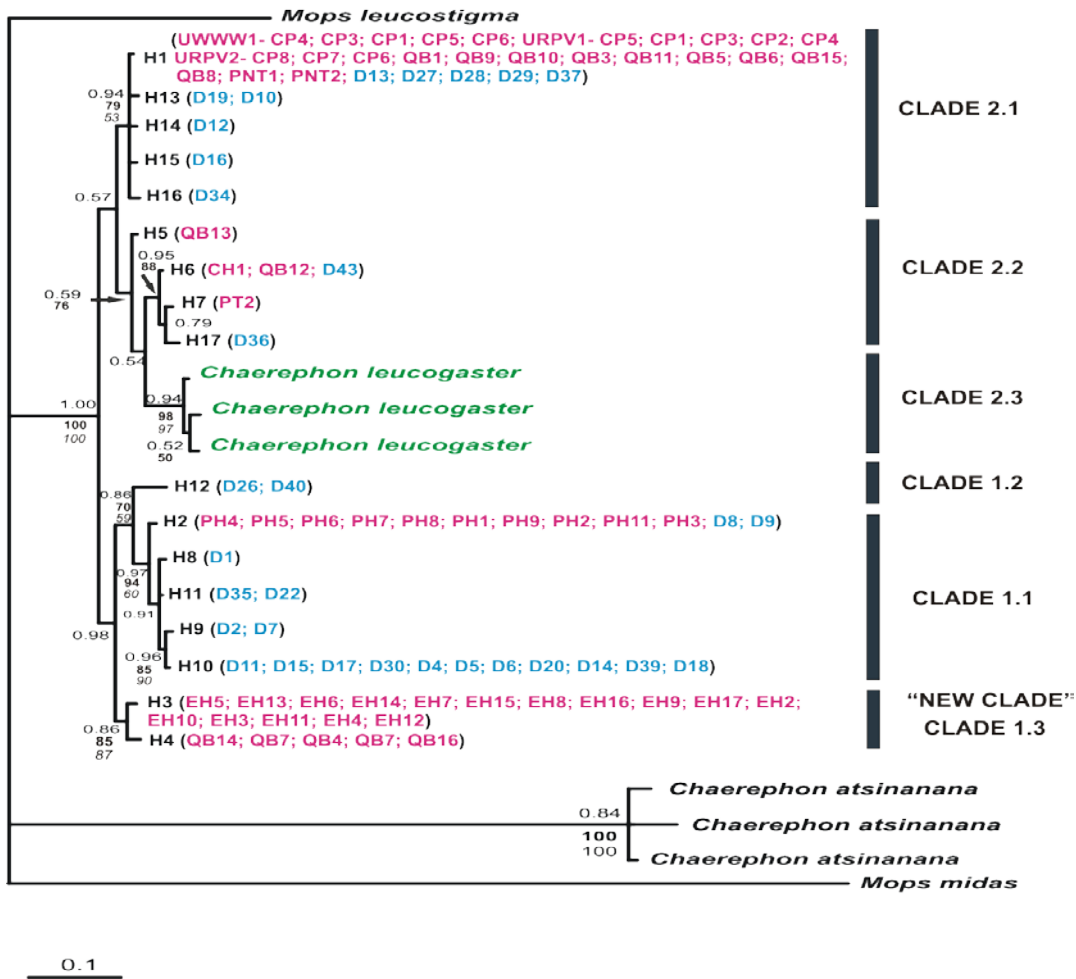 Mops leucostigma
(UWWW1- CP4; CP3; CP1; CP5; CP6; URPV1- CP5; CP1; CP3; CP2; CP4
H1 URPV2- CP8; CP7; CP6; QB1; QB9; QB10; QB3; QB11; QB5; QB6; QB15;
QB8; PNT1; PNT2; D13; D27; D28; D29; D37)
0.94
79
53
H13 (D19; D10)
CLADE 2.1
H14 (D12)
H15 (D16)
H16 (D34)
0.57
H5 (QB13)
0.95
88
H6 (CH1; QB12; D43)
CLADE 2.2
0.59
76
H7 (PT2)
0.79
H17 (D36)
0.54
Chaerephon leucogaster
0.94
98
97
Chaerephon leucogaster
CLADE 2.3
1.00
100
100
0.52
50
Chaerephon leucogaster
H12 (D26; D40)
CLADE 1.2
0.86
70
59
H2 (PH4; PH5; PH6; PH7; PH8; PH1; PH9; PH2; PH11; PH3; D8; D9)
H8 (D1)
0.97
94
60
H11 (D35; D22)
CLADE 1.1
0.91
0.98
H9 (D2; D7)
0.96
85
90
H10 (D11; D15; D17; D30; D4; D5; D6; D20; D14; D39; D18)
H3 (EH5; EH13; EH6; EH14; EH7; EH15; EH8; EH16; EH9; EH17; EH2;
EH10; EH3; EH11; EH4; EH12)
"NEW CLADE"
CLADE 1.3
0.86
85
87
H4 (QB14; QB7; QB4; QB7; QB16)
Chaerephon atsinanana
0.84
100
100
Chaerephon atsinanana
Chaerephon atsinanana
Mops midas
0.1